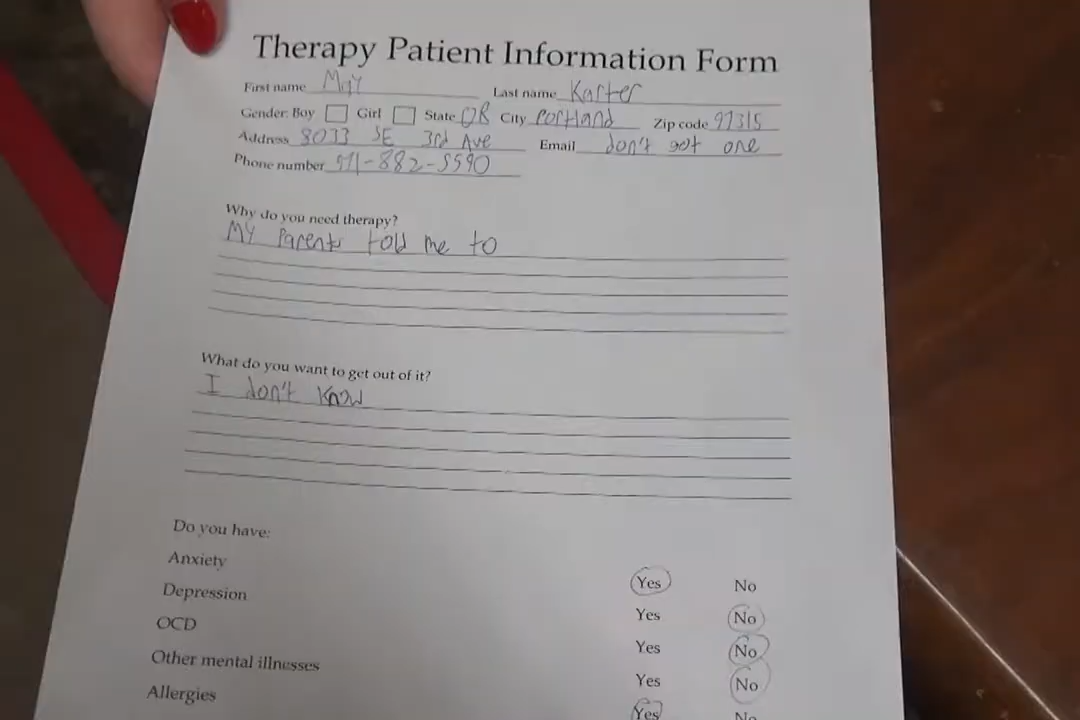 Therapy Patient Information Form
First name May Last name Karter
Gender: Boy Girl State OR City Portland Zip code 97315
Address 8033 SE 3rd Ave Email don't got one
Phone number 971-882-5590
Why do you need therapy?
My Parents told me to
What do you want to get out of it?
I don't know
Do you have:
Anxiety Yes No
Depression Yes No
OCD Yes No
Other mental illnesses Yes No
Allergies Yes No